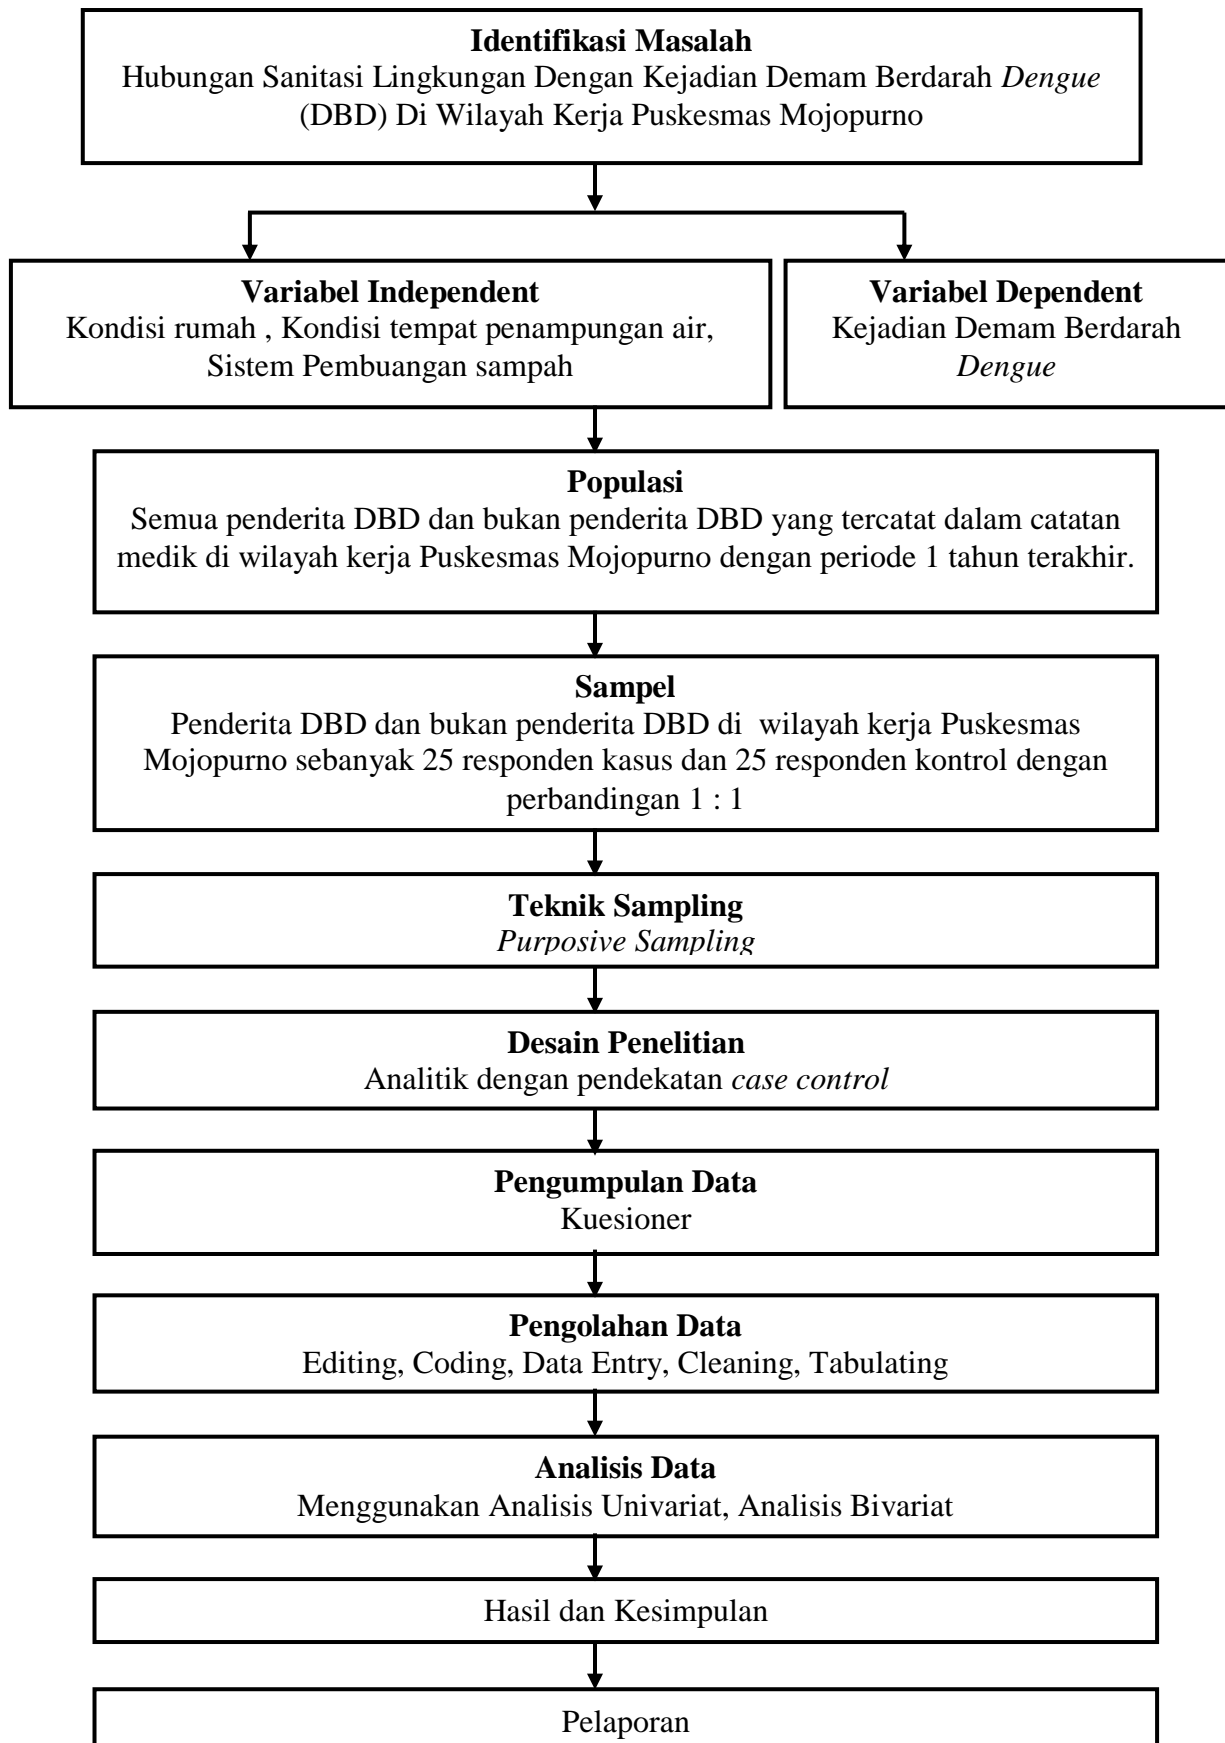 Identifikasi Masalah
Hubungan Sanitasi Lingkungan Dengan Kejadian Demam Berdarah Dengue
(DBD) Di Wilayah Kerja Puskesmas Mojopurno
Variabel Independent
Kondisi rumah , Kondisi tempat penampungan air,
Sistem Pembuangan sampah
Variabel Dependent
Kejadian Demam Berdarah
Dengue
Populasi
Semua penderita DBD dan bukan penderita DBD yang tercatat dalam catatan
medik di wilayah kerja Puskesmas Mojopurno dengan periode 1 tahun terakhir.
Sampel
Penderita DBD dan bukan penderita DBD di wilayah kerja Puskesmas
Mojopurno sebanyak 25 responden kasus dan 25 responden kontrol dengan
perbandingan 1 : 1
Teknik Sampling
Purposive Sampling
Desain Penelitian
Analitik dengan pendekatan case control
Pengumpulan Data
Kuesioner
Pengolahan Data
Editing, Coding, Data Entry, Cleaning, Tabulating
Analisis Data
Menggunakan Analisis Univariat, Analisis Bivariat
Hasil dan Kesimpulan
Pelaporan